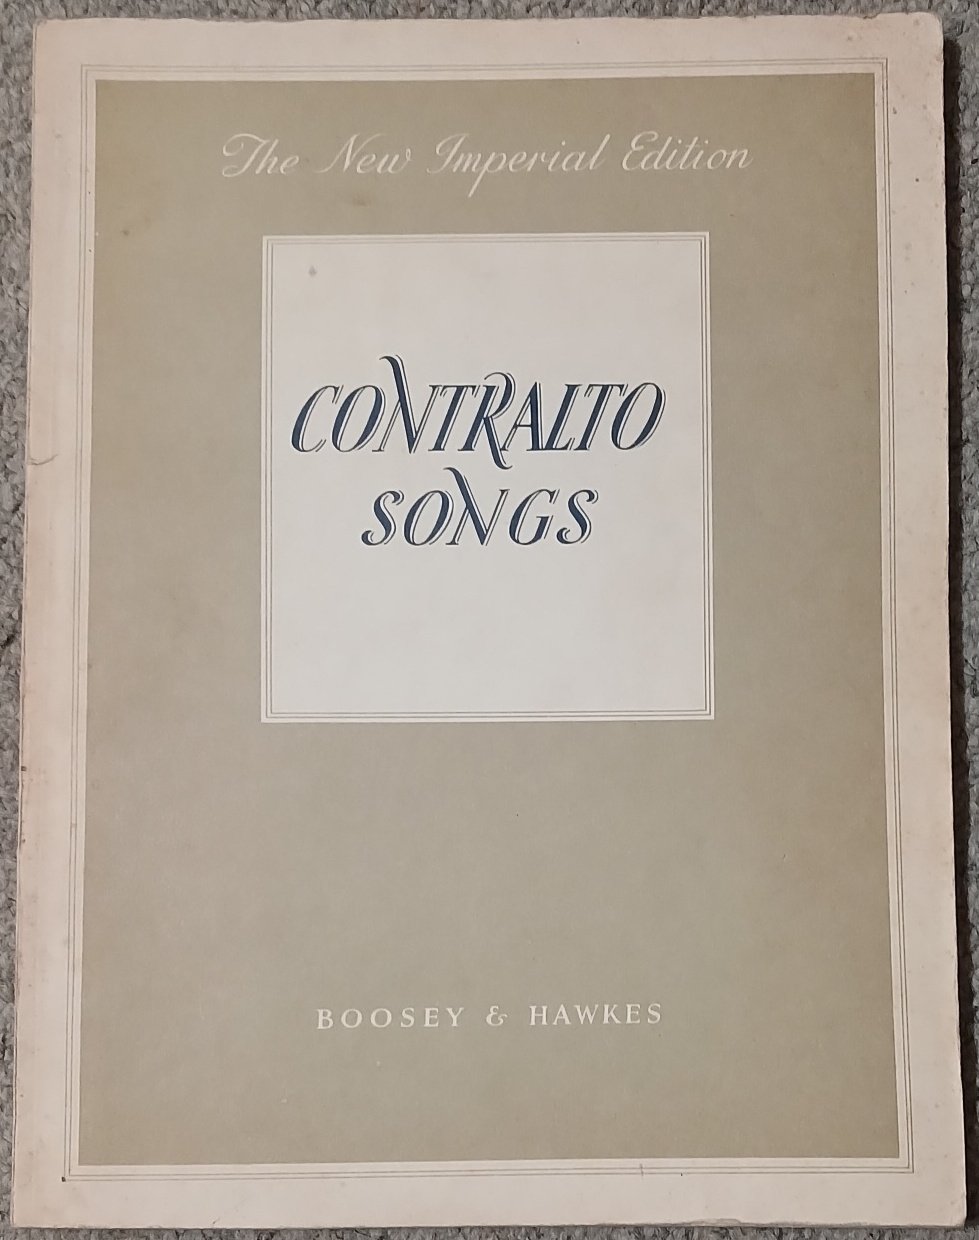 The New Imperial Edition
CONTRALTO
SONGS
BOOSEY & HAWKES